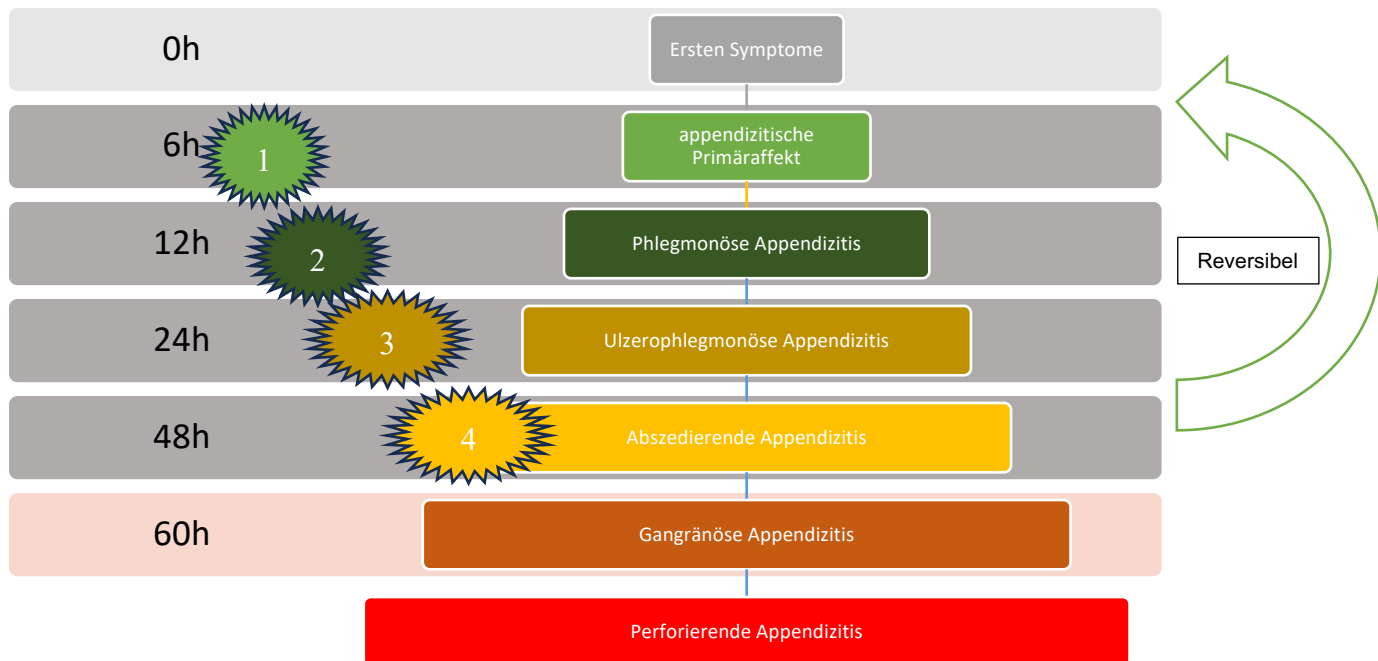 0h
Ersten Symptome
6h
1
appendizitische
Primäraffekt
12h
2
Phlegmonöse Appendizitis
Reversibel
24h
3
Ulzerophlegmonöse Appendizitis
48h
4
Abszedierende Appendizitis
60h
Gangränöse Appendizitis
Perforierende Appendizitis